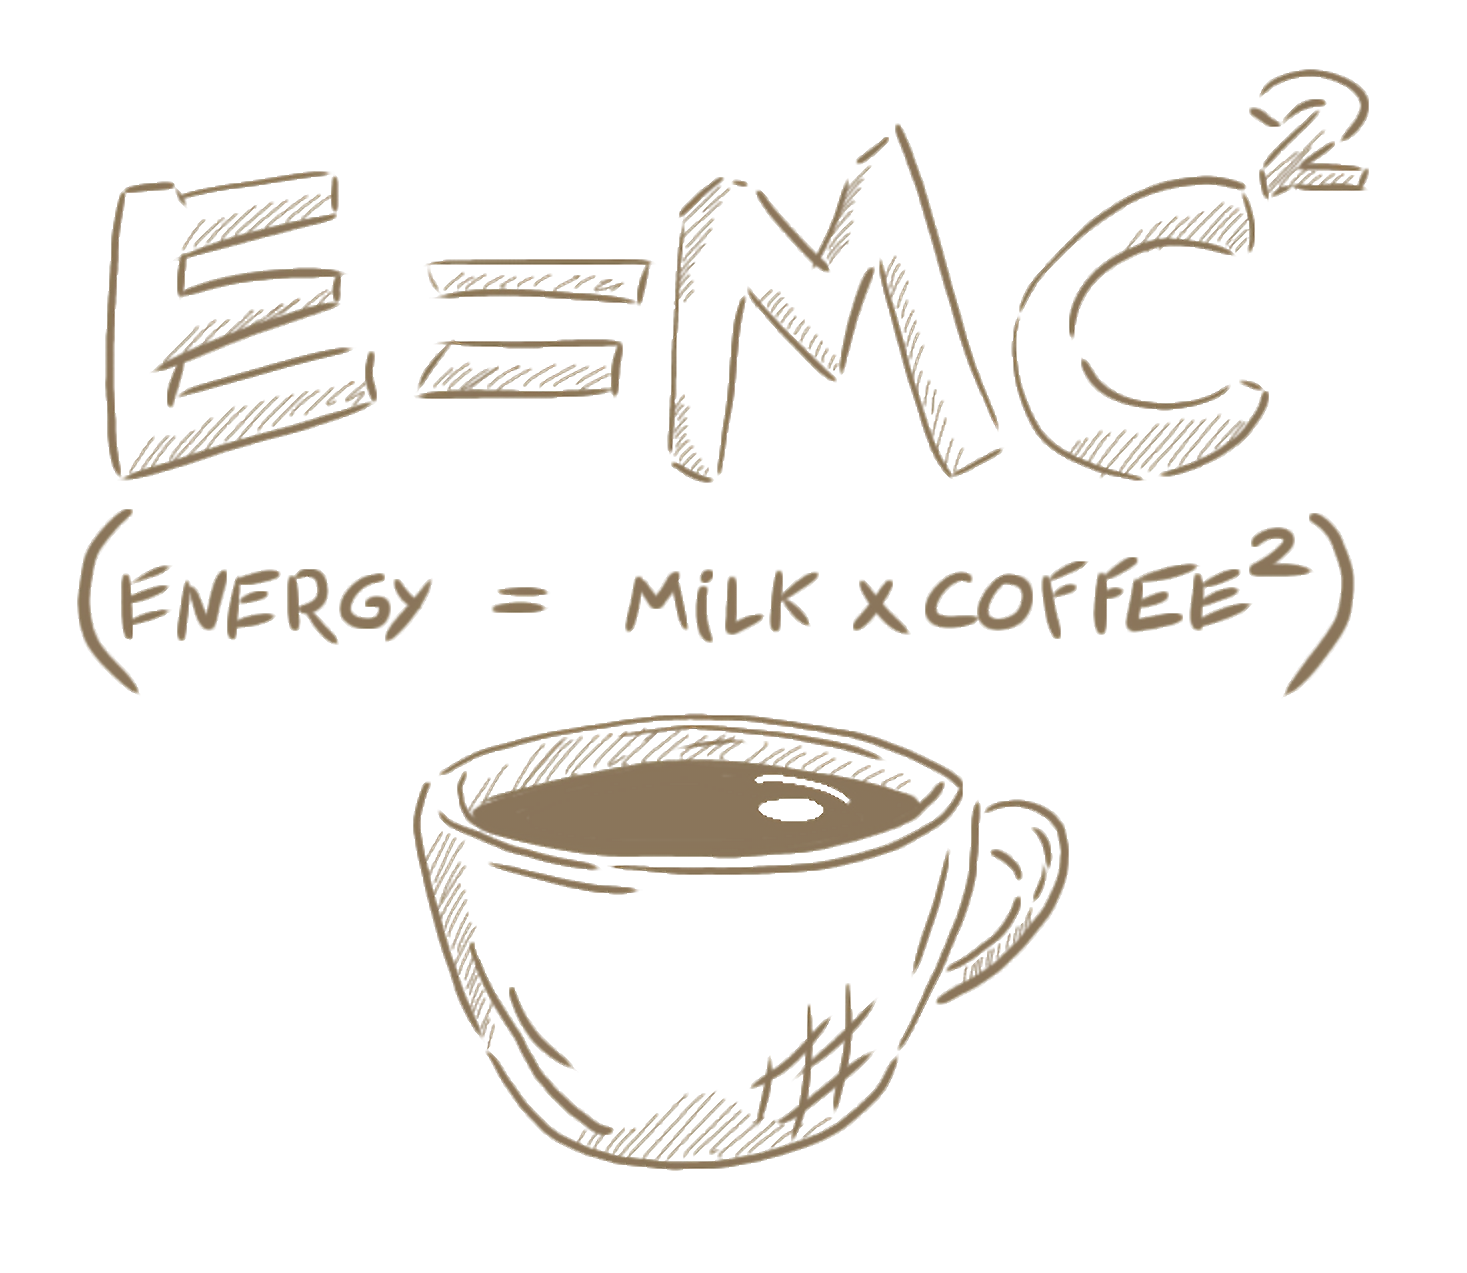 E=MC²
(ENERGY = MiLK x COFFEE²)